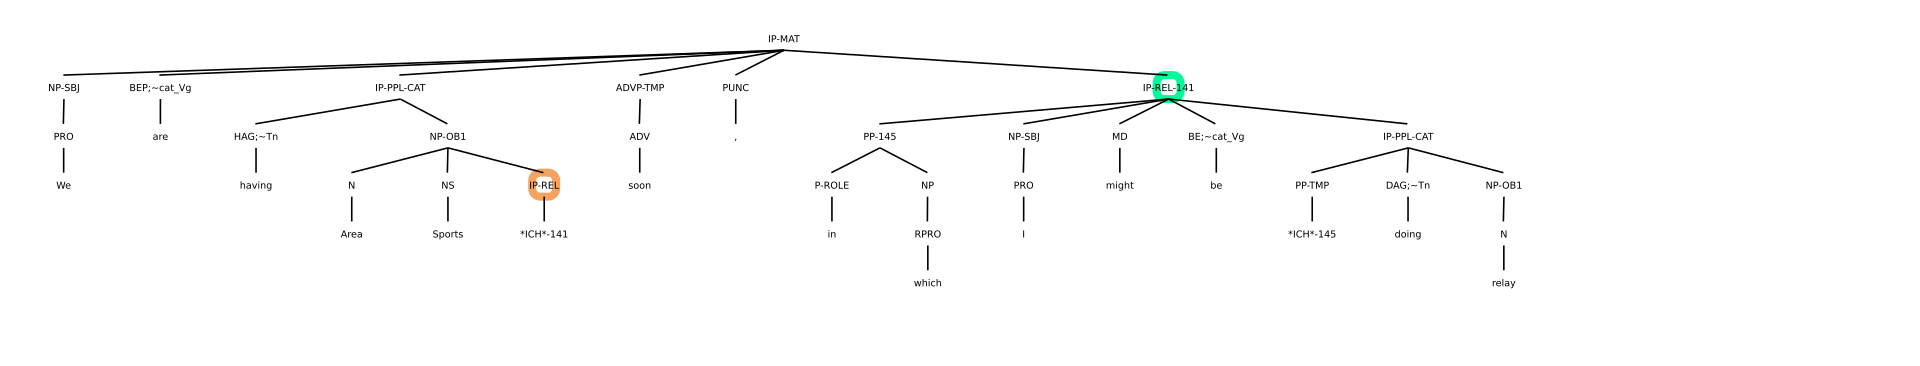 IP-MAT
NP-SBJ BEP;~cat_Vg IP-PPL-CAT ADVP-TMP PUNC IP-REL-141
PRO are HAG;~Tn NP-OB1 ADV , PP-145 NP-SBJ MD BE;~cat_Vg IP-PPL-CAT
We having N NS IP-REL soon P-ROLE NP PRO might be PP-TMP DAG;~Tn NP-OB1
Area Sports *ICH*-141 in RPRO I *ICH*-145 doing N
which relay